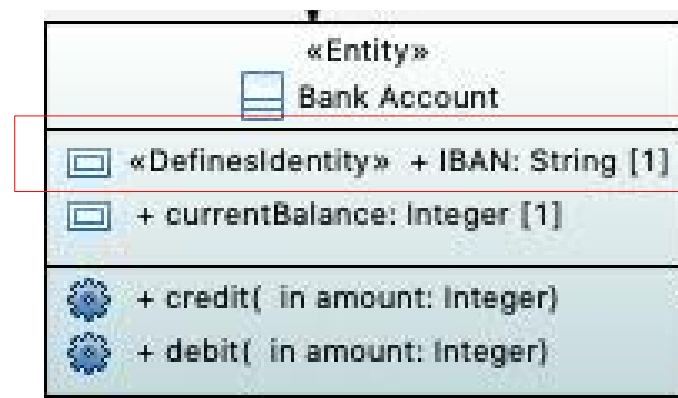 «Entity»
Bank Account
«DefinesIdentity» + IBAN: String [1]
+ currentBalance: Integer [1]
+ credit( in amount: Integer)
+ debit( in amount: Integer)